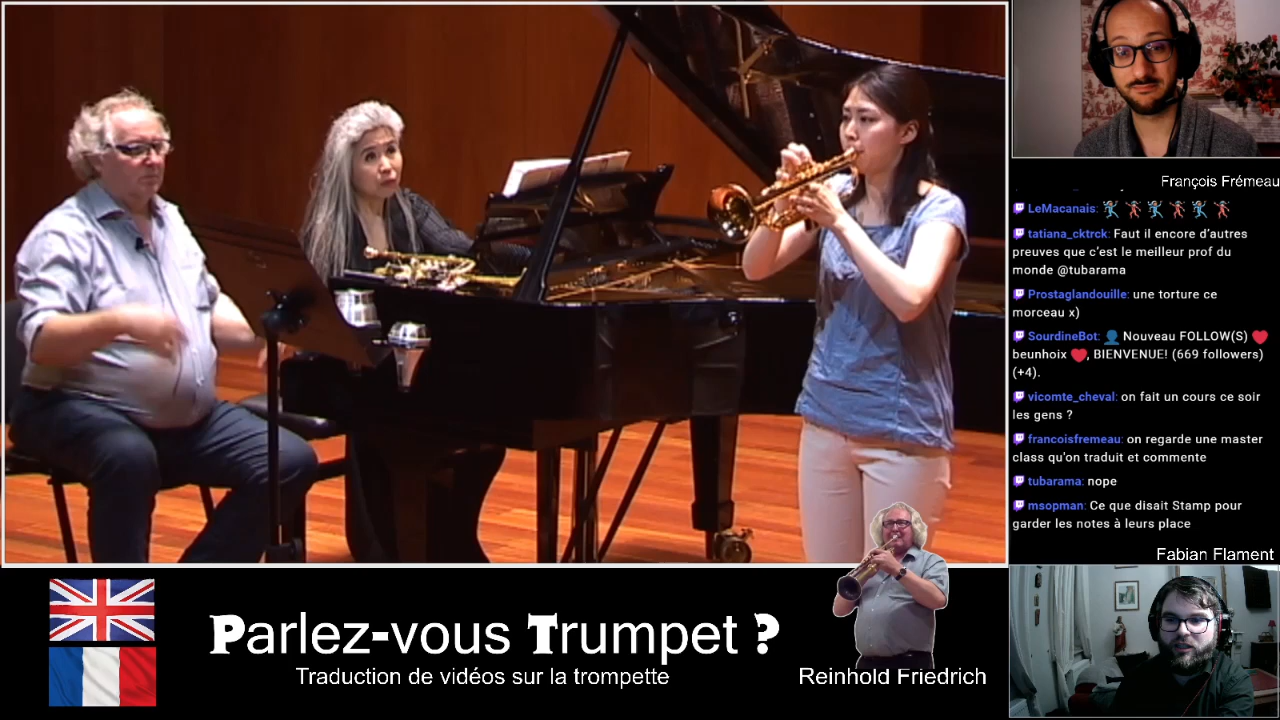 François Frémeau
LeMacanais:
tatiana_cktrck: Faut il encore d'autres
preuves que c'est le meilleur prof du
monde @tubarama
Prostaglandouille: une torture ce
morceau x)
SourdineBot: 👤 Nouveau FOLLOW(S) ❤️
beunhoix ❤️, BIENVENUE! (669 followers)
(+4).
vicomte_cheval: on fait un cours ce soir
les gens ?
francoisfremeau: on regarde une master
class qu'on traduit et commente
tubarama: nope
msopman: Ce que disait Stamp pour
garder les notes à leurs place
Fabian Flament
Parlez-vous Trumpet ?
Traduction de vidéos sur la trompette
Reinhold Friedrich